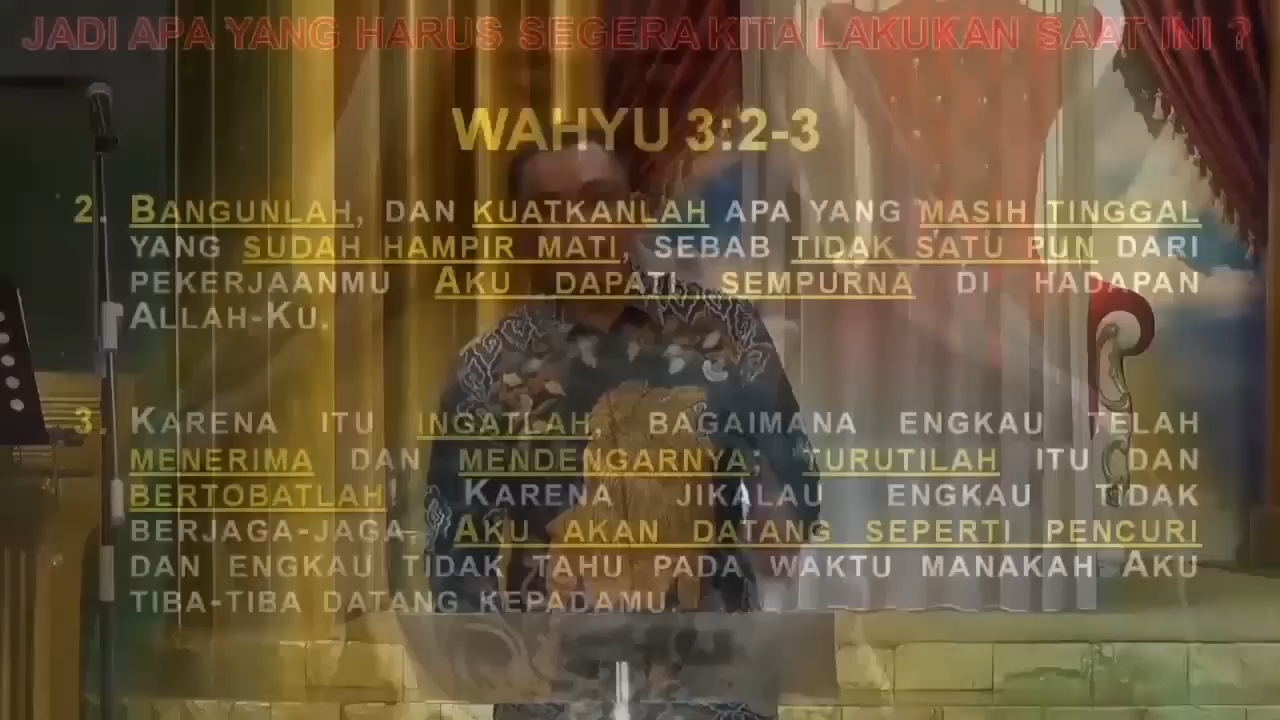 JADI APA YANG HARUS SEGERA KITA LAKUKAN SAAT INI ?
WAHYU 3:2-3
2. BANGUNLAH, DAN KUATKANLAH APA YANG MASIH TINGGAL
YANG SUDAH HAMPIR MATI, SEBAB TIDAK SATU PUN DARI
PEKERJAANMU AKU DAPATI SEMPURNA DI HADAPAN
ALLAH-KU.
3. KARENA ITU INGATLAH, BAGAIMANA ENGKAU TELAH
MENERIMA DAN MENDENGARNYA; TURUTILAH ITU DAN
BERTOBATLAH! KARENA JIKALAU ENGKAU TIDAK
BERJAGA-JAGA, AKU AKAN DATANG SEPERTI PENCURI
DAN ENGKAU TIDAK TAHU PADA WAKTU MANAKAH AKU
TIBA-TIBA DATANG KEPADAMU.